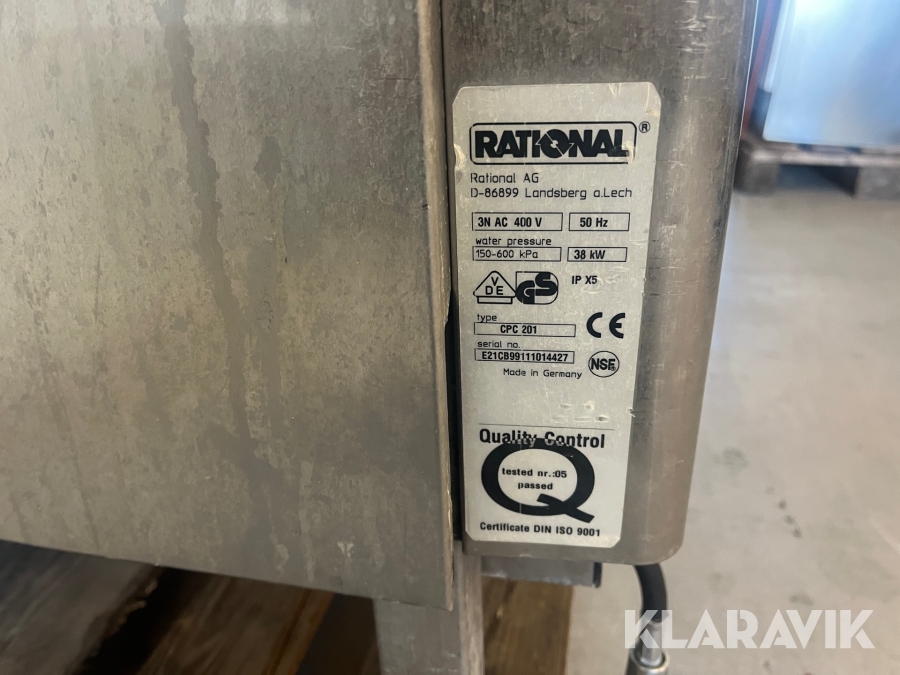 RATIONAL ®
Rational AG
D-86899 Landsberg a.Lech
3N AC 400 V 50 Hz
water pressure
150-600 kPa 38 kW
VDE GS IP X5
type
CPC 201 CE
serial no.
E21CB99111014427
NSF
Made in Germany
Quality Control
tested nr.:05
passed
Certificate DIN ISO 9001
KLARAVIK